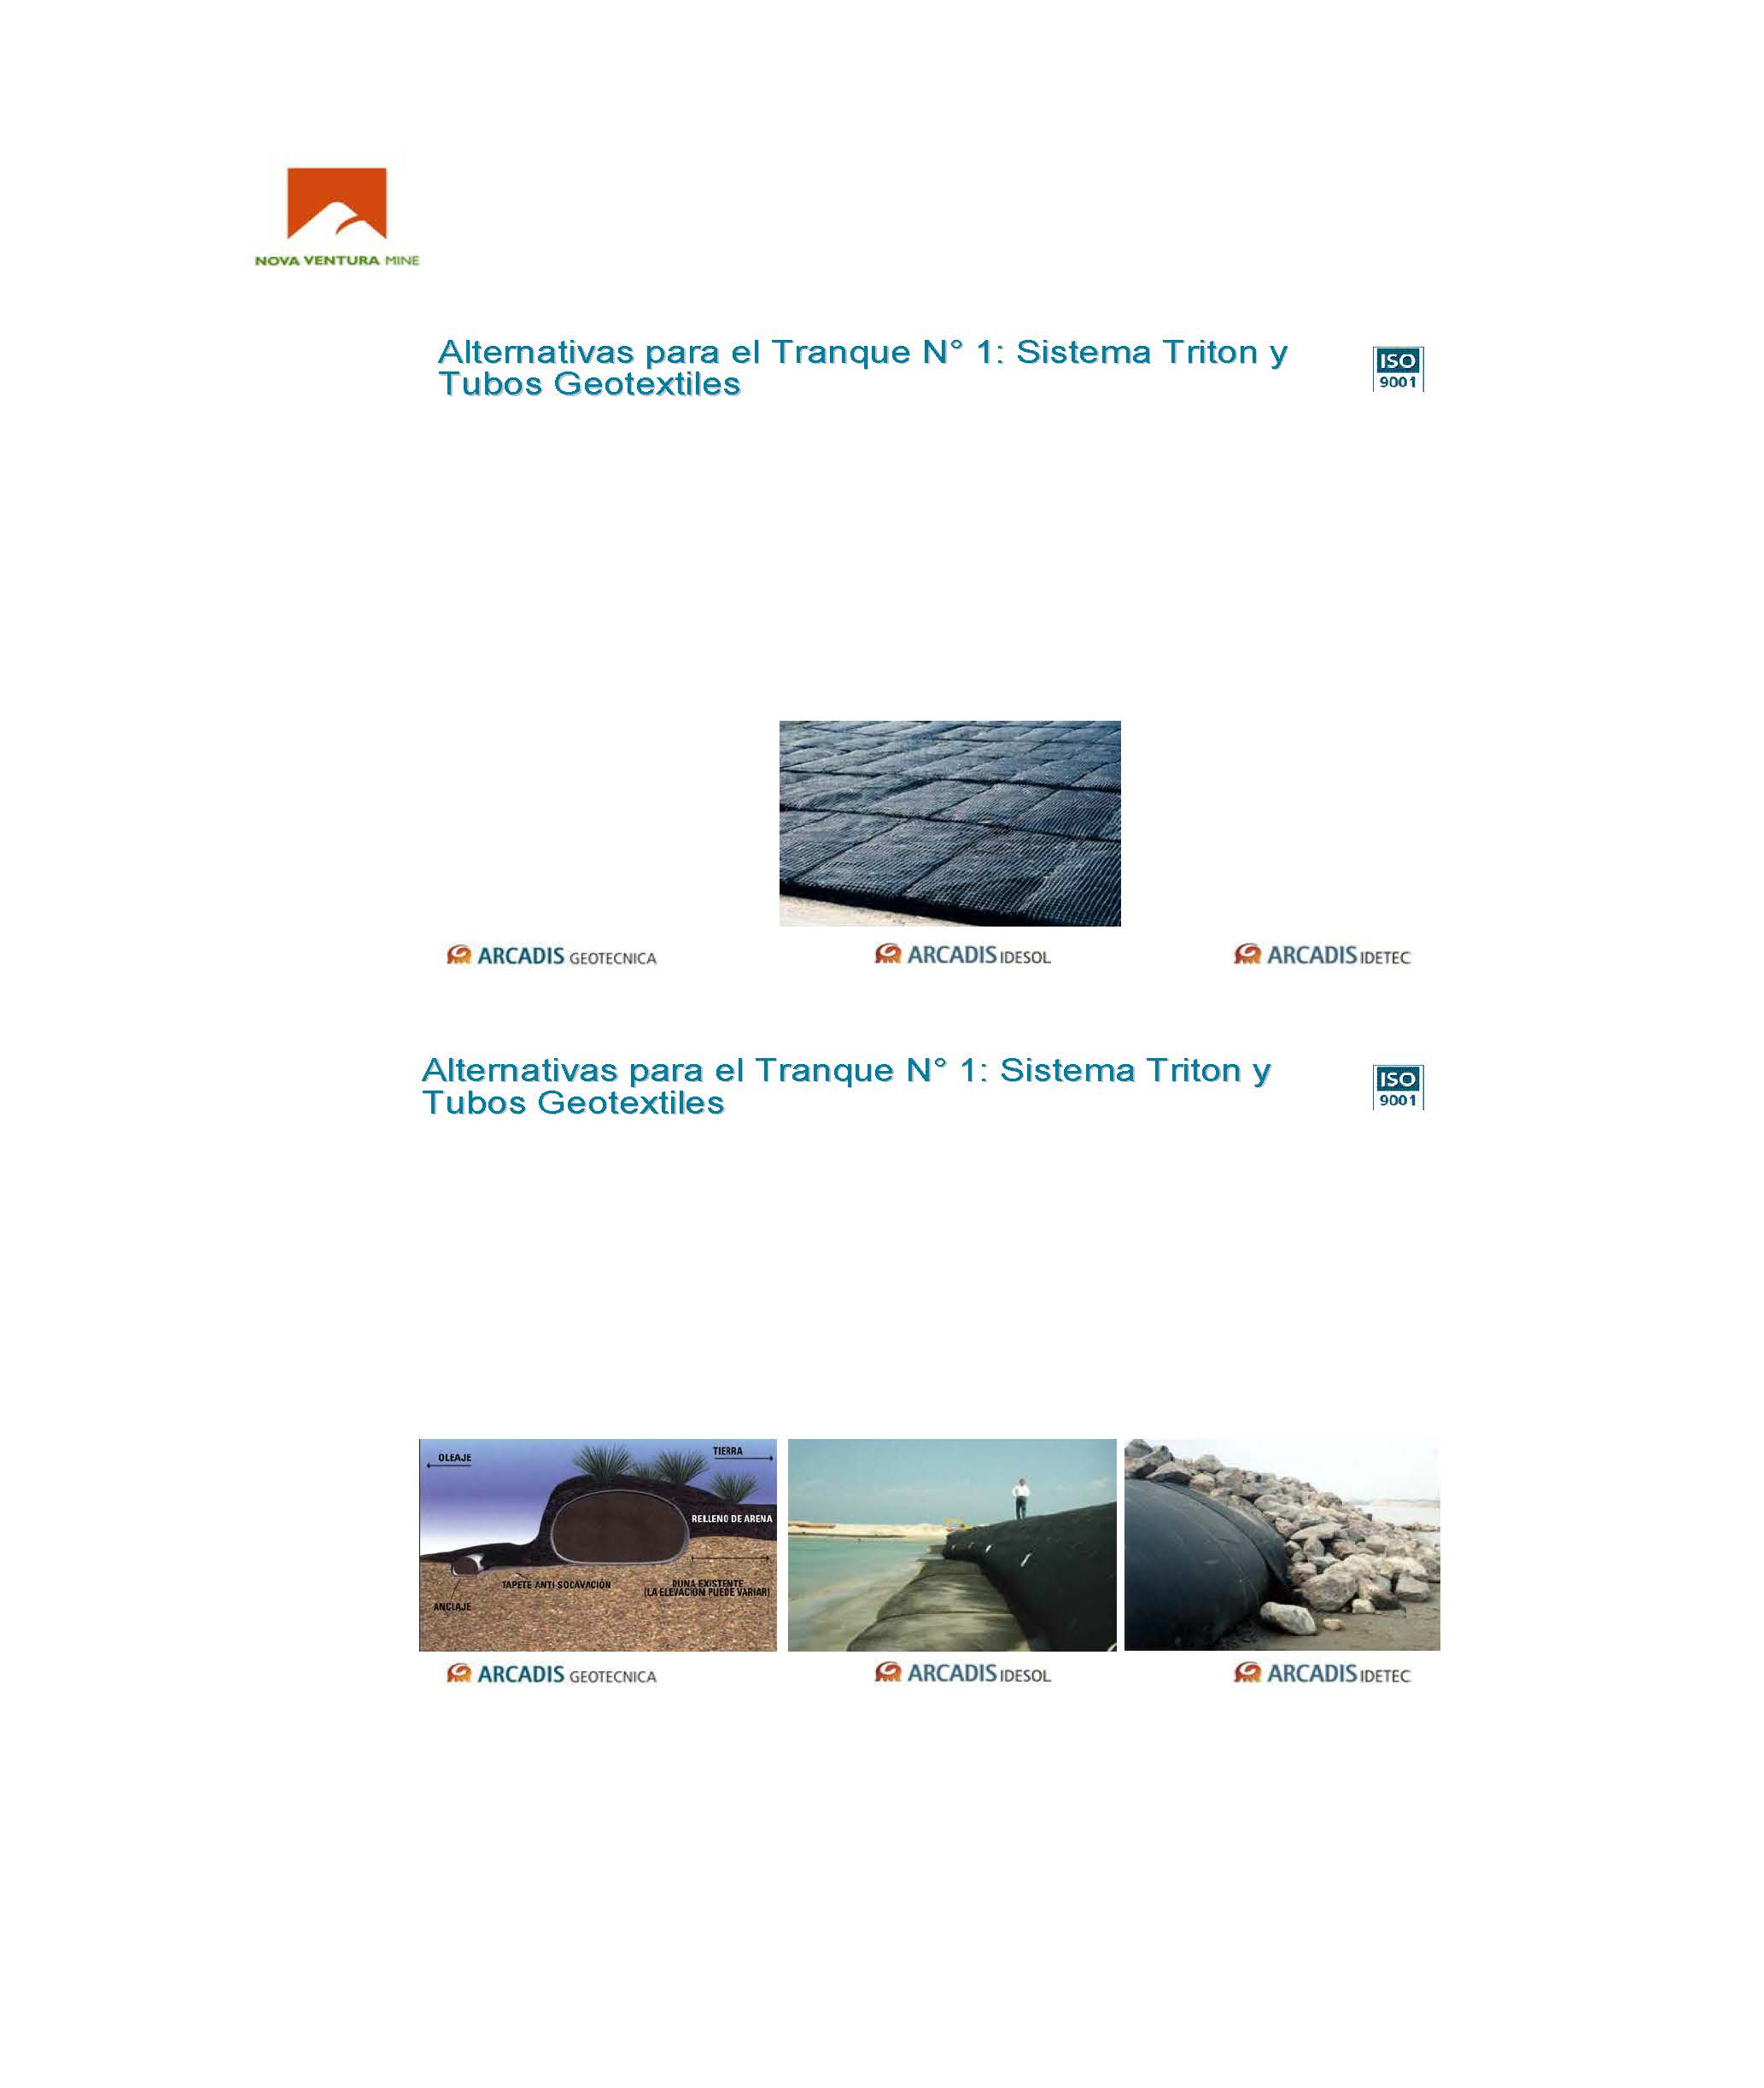 NOVA VENTURA MINE
Alternativas para el Tranque N° 1: Sistema Triton y
Tubos Geotextiles
ISO
9001
ARCADIS GEOTECNICA
ARCADIS IDESOL
ARCADIS IDETEC
Alternativas para el Tranque N° 1: Sistema Triton y
Tubos Geotextiles
ISO
9001
OLEAJE
TIERRA
RELLENO DE ARENA
TAPETE ANTI SOCAVACIÓN
DUNA EXISTENTE
(LA ELEVACIÓN PUEDE VARIAR)
ANCLAJE
ARCADIS GEOTECNICA
ARCADIS IDESOL
ARCADIS IDETEC